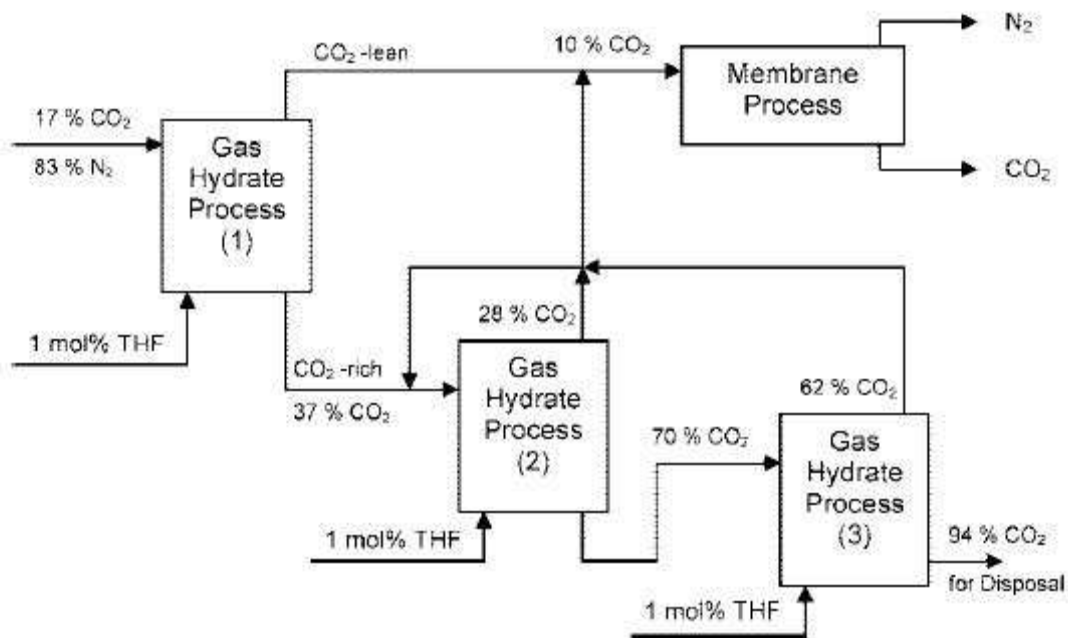 N₂
CO₂ -lean
10 % CO₂
Membrane
Process
17 % CO₂
83 % N₂
Gas
Hydrate
Process
(1)
CO₂
28 % CO₂
1 mol% THF
CO₂ -rich
37 % CO₂
Gas
Hydrate
Process
(2)
62 % CO₂
70 % CO₂
Gas
Hydrate
Process
(3)
94 % CO₂
for Disposal
1 mol% THF
1 mol% THF